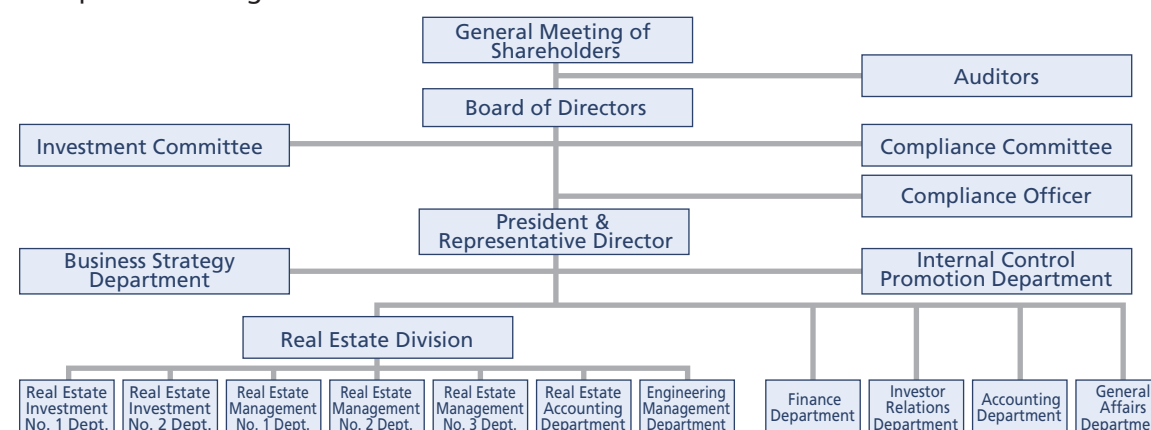 General Meeting of
Shareholders
Auditors
Board of Directors
Investment Committee
Compliance Committee
Compliance Officer
President &
Representative Director
Business Strategy
Department
Internal Control
Promotion Department
Real Estate Division
Real Estate
Investment
No. 1 Dept.
Real Estate
Investment
No. 2 Dept.
Real Estate
Management
No. 1 Dept.
Real Estate
Management
No. 2 Dept.
Real Estate
Management
No. 3 Dept.
Real Estate
Accounting
Department
Engineering
Management
Department
Finance
Department
Investor
Relations
Department
Accounting
Department
General
Affairs